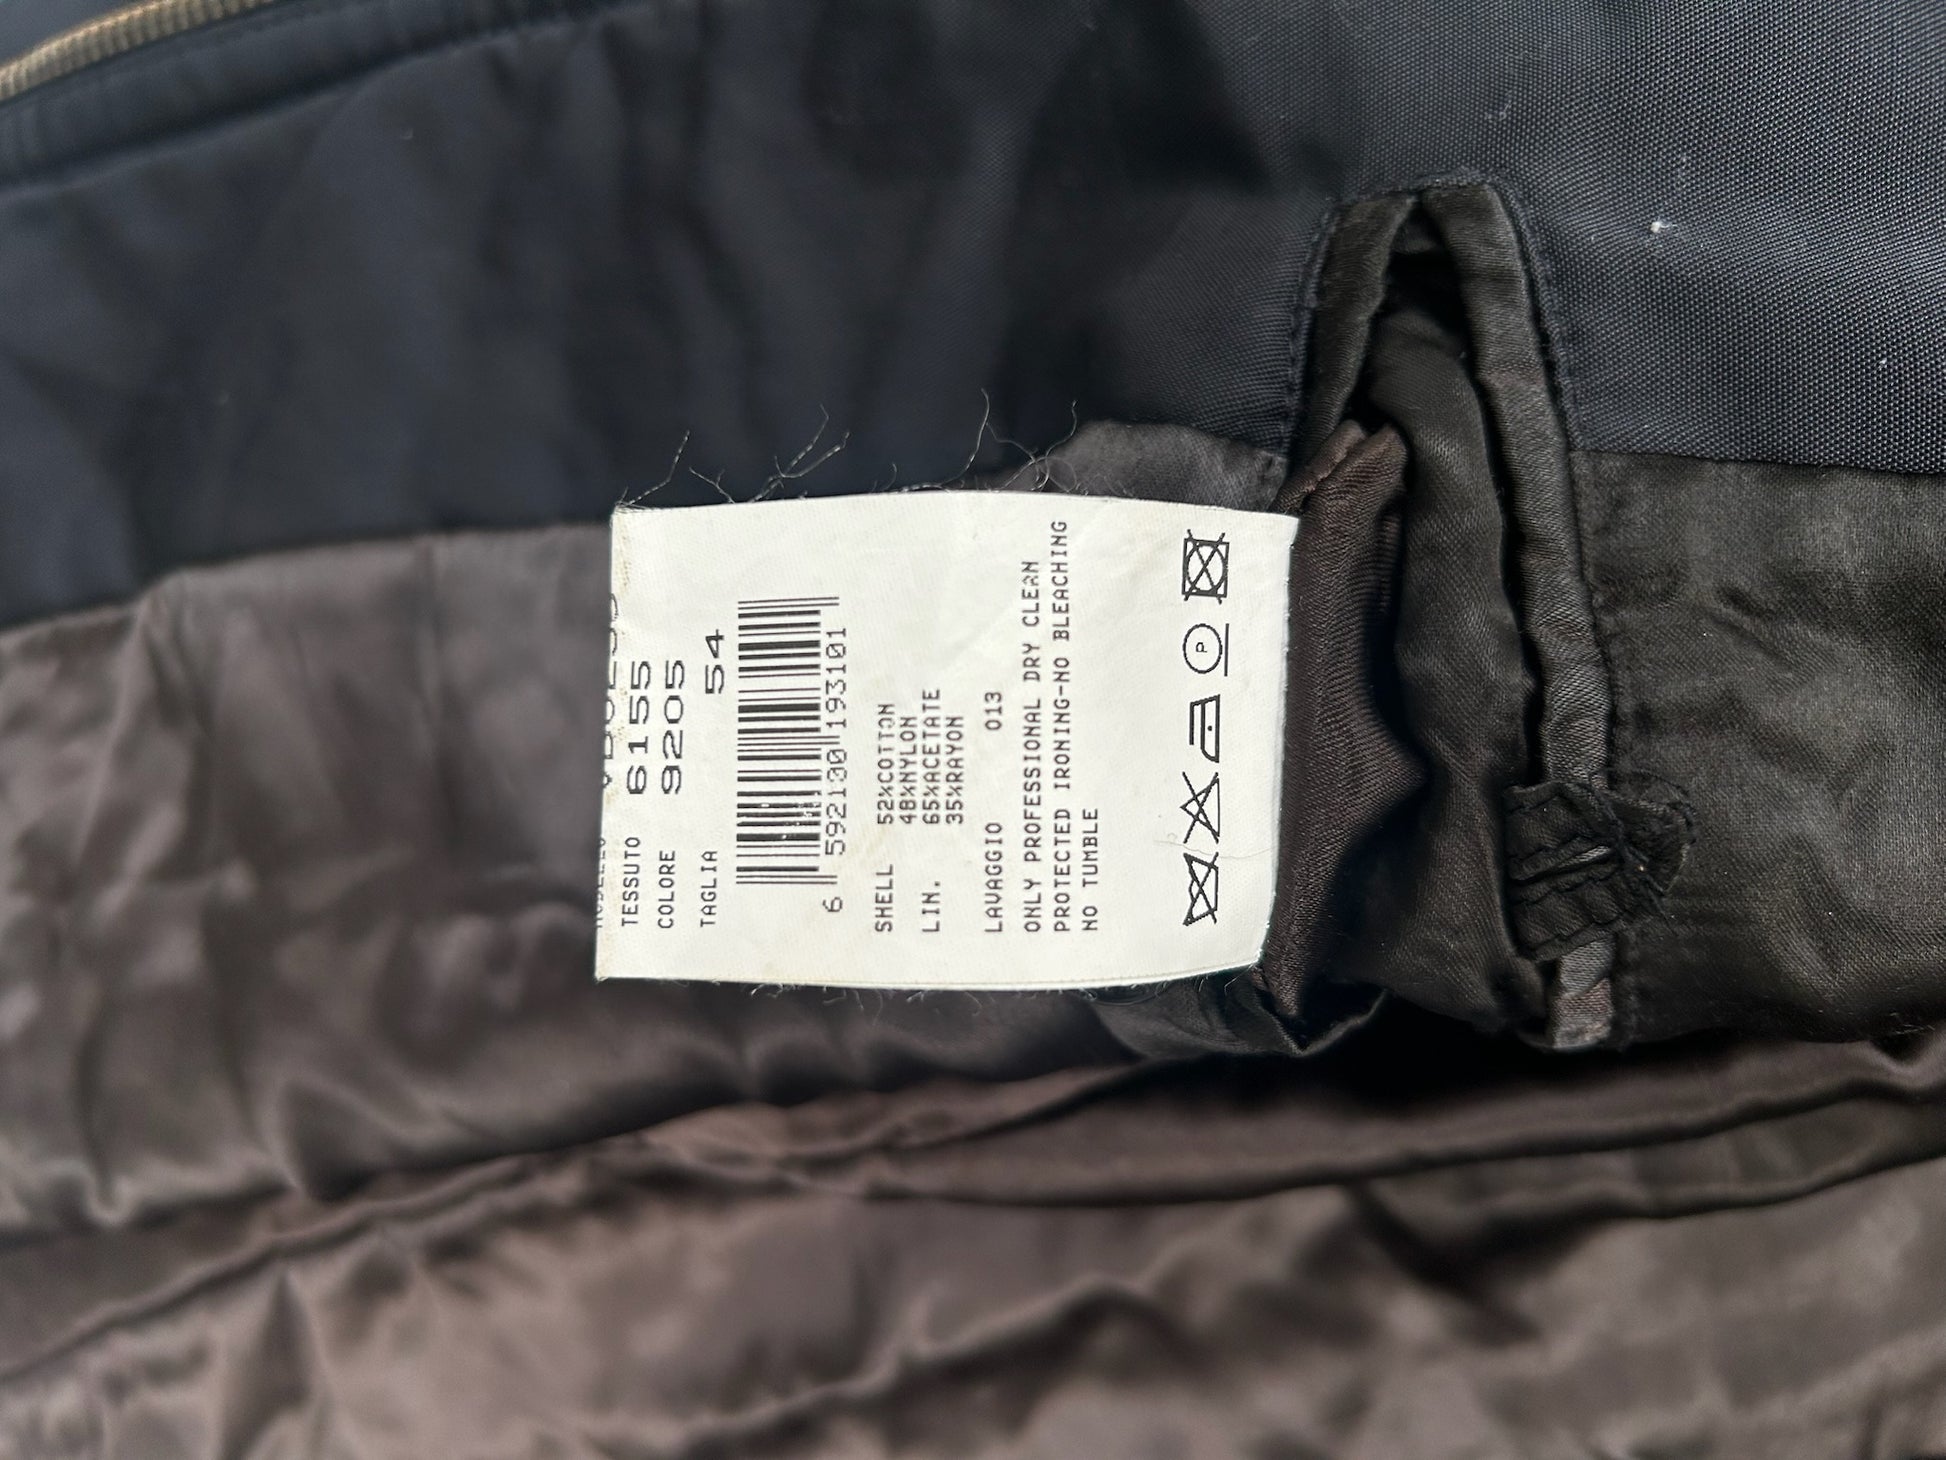 TESSUTO 6155
COLORE 9205
TAGLIA 54
6 592130 193101
SHELL 52%COTTON
48%NYLON
LIN. 65%ACETATE
35%RAYON
LAVAGGIO 013
ONLY PROFESSIONAL DRY CLEAN
PROTECTED IRONING-NO BLEACHING
NO TUMBLE
P